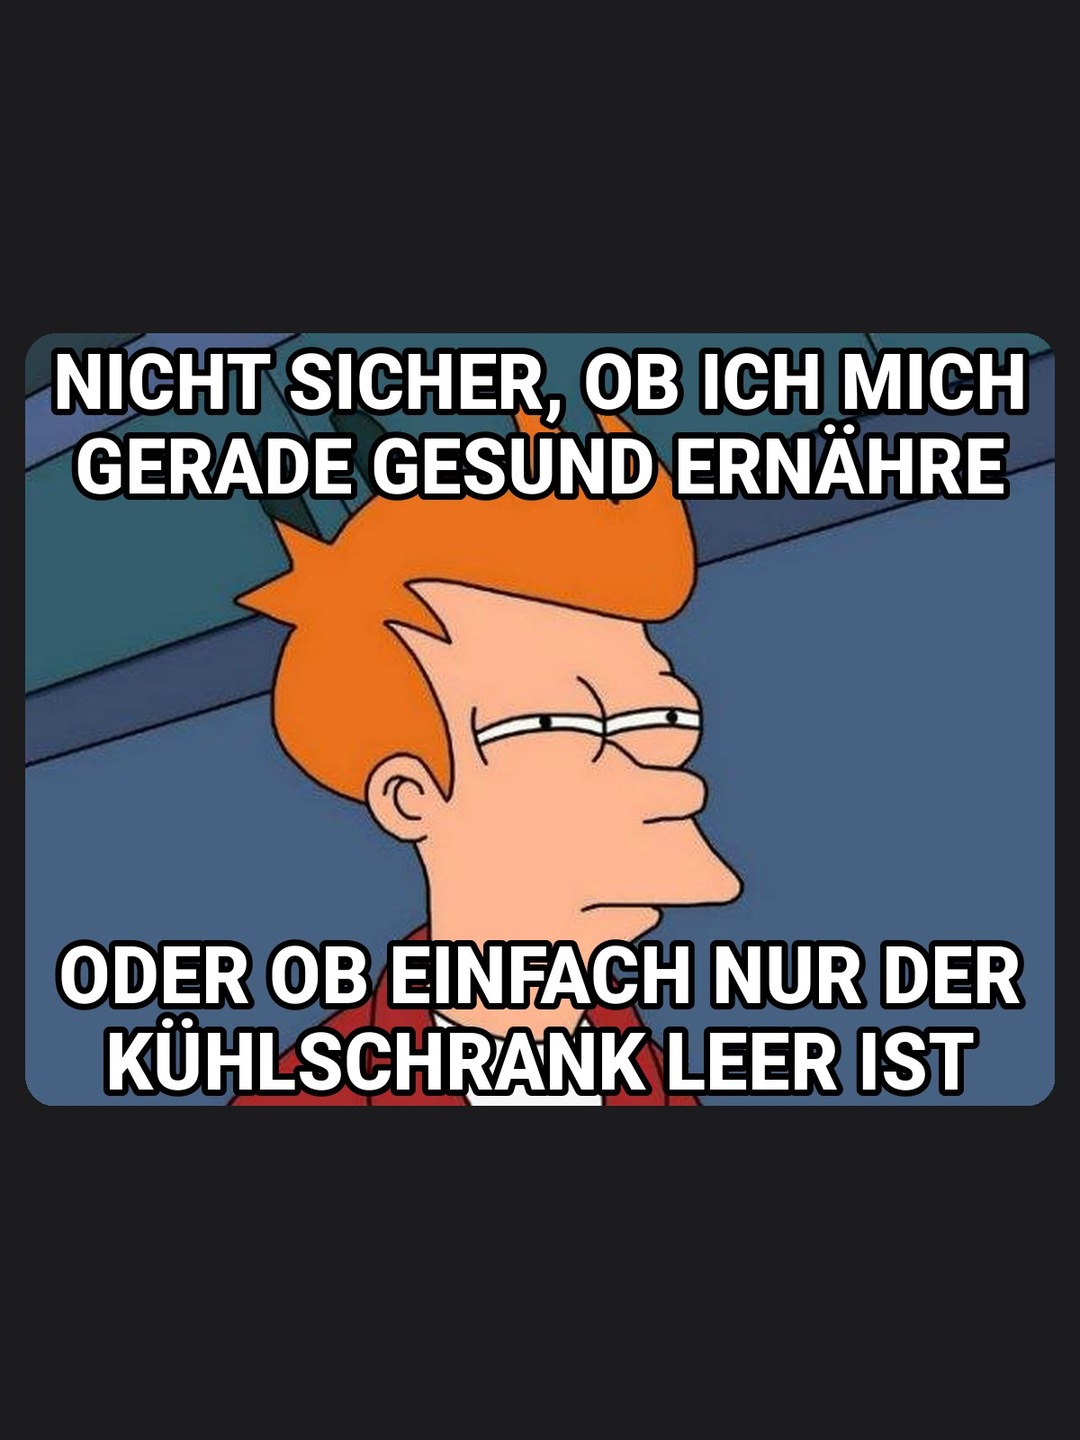 NICHT SICHER, OB ICH MICH
GERADE GESUND ERNÄHRE
ODER OB EINFACH NUR DER
KÜHLSCHRANK LEER IST